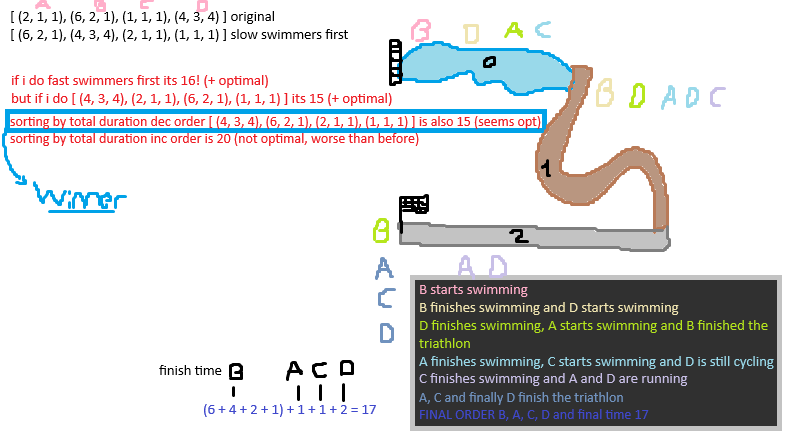 A B C D
[ (2, 1, 1), (6, 2, 1), (1, 1, 1), (4, 3, 4) ] original
[ (6, 2, 1), (4, 3, 4), (2, 1, 1), (1, 1, 1) ] slow swimmers first
B D A C
0
if i do fast swimmers first its 16! (+ optimal)
but if i do [ (4, 3, 4), (2, 1, 1), (6, 2, 1), (1, 1, 1) ] its 15 (+ optimal)
B D A D C
sorting by total duration dec order [ (4, 3, 4), (6, 2, 1), (2, 1, 1), (1, 1, 1) ] is also 15 (seems opt)
sorting by total duration inc order is 20 (not optimal, worse than before)
1
Winner
B
2
A
A D
C
D
B starts swimming
B finishes swimming and D starts swimming
D finishes swimming, A starts swimming and B finished the
triathlon
A finishes swimming, C starts swimming and D is still cycling
C finishes swimming and A and D are running
A, C and finally D finish the triathlon
FINAL ORDER B, A, C, D and final time 17
finish time B A C D
(6 + 4 + 2 + 1) + 1 + 1 + 2 = 17